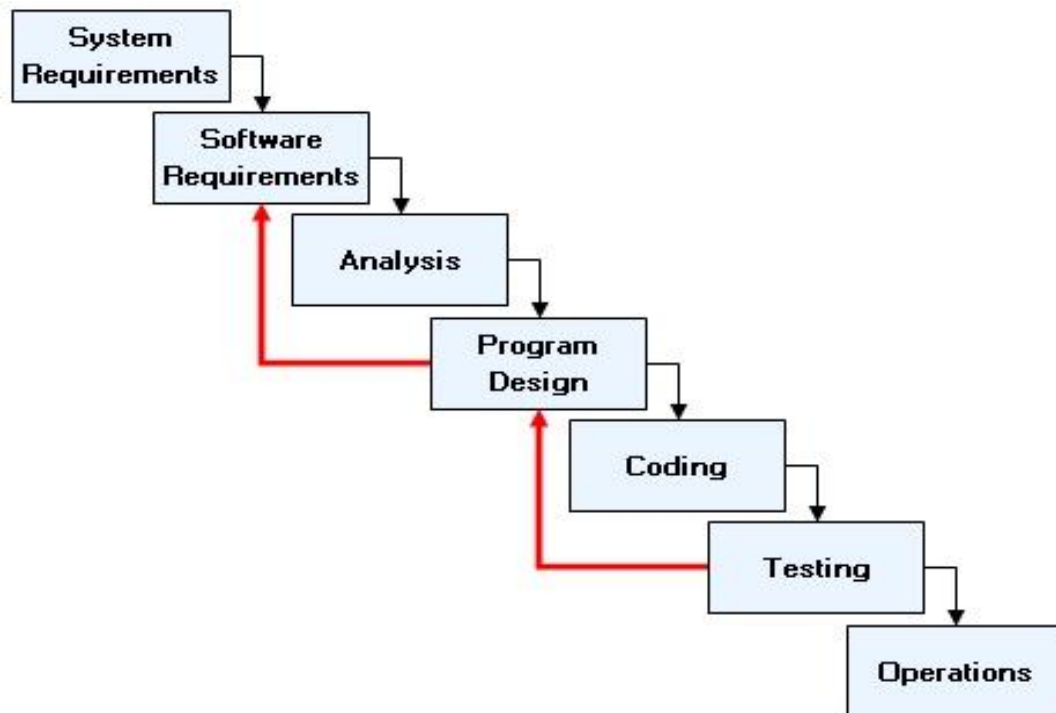 System
Requirements
Software
Requirements
Analysis
Program
Design
Coding
Testing
Operations